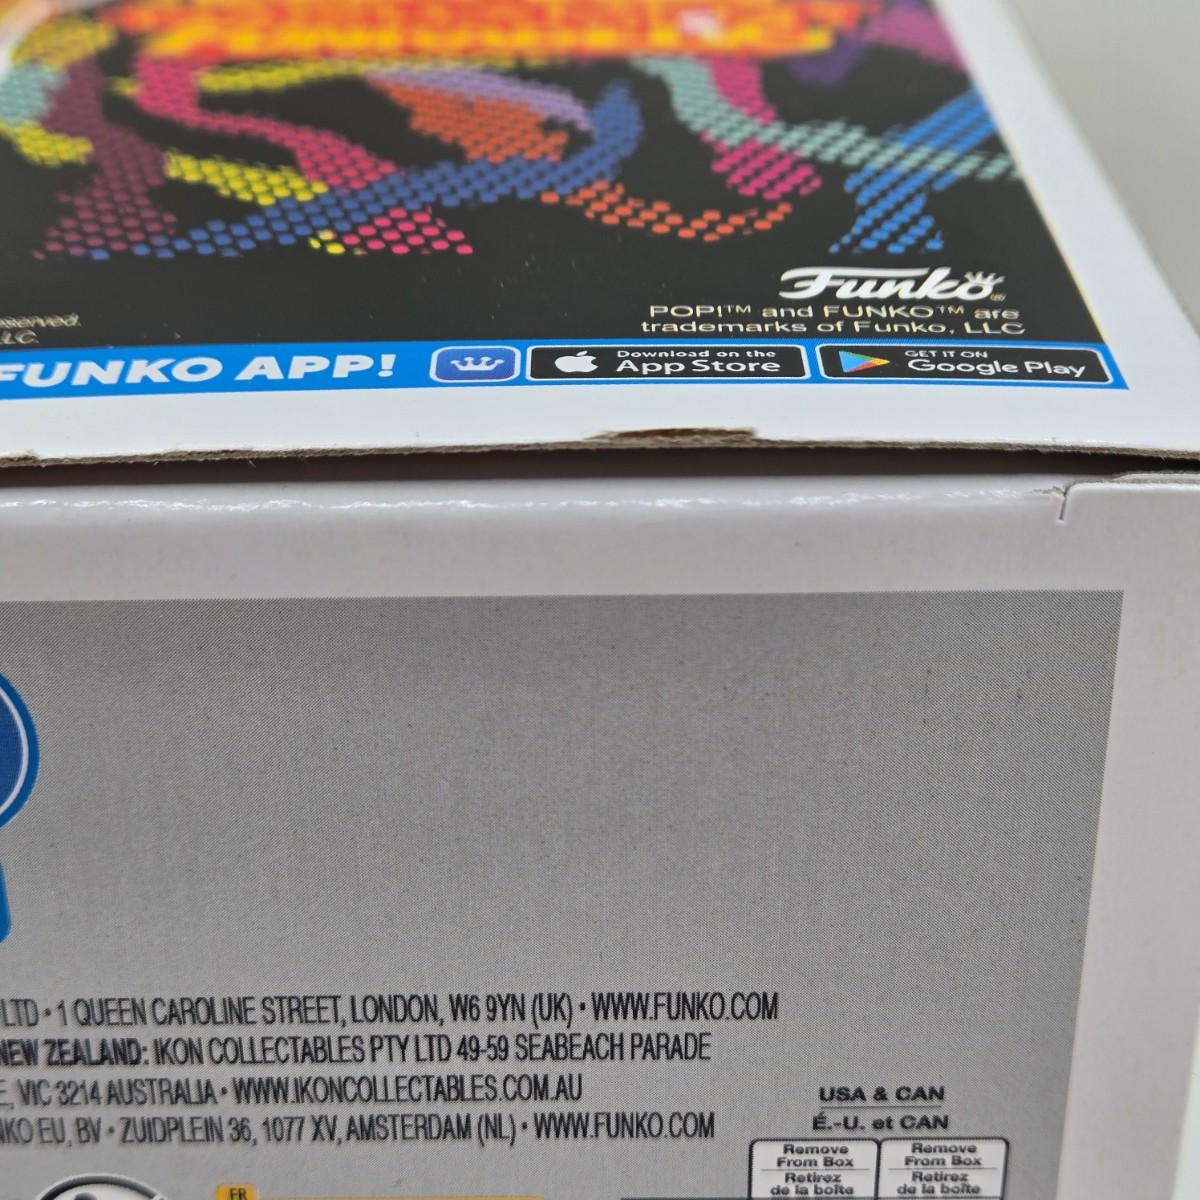 Funko®
POP!™ and FUNKO™ are
trademarks of Funko, LLC
FUNKO APP!
Download on the
App Store
GET IT ON
Google Play
LTD • 1 QUEEN CAROLINE STREET, LONDON, W6 9YN (UK) • WWW.FUNKO.COM
NEW ZEALAND: IKON COLLECTABLES PTY LTD 49-59 SEABEACH PARADE
VIC 3214 AUSTRALIA • WWW.IKONCOLLECTABLES.COM.AU
EU, BV • ZUIDPLEIN 36, 1077 XV, AMSTERDAM (NL) • WWW.FUNKO.COM
USA & CAN
É.-U. et CAN
Remove
From Box
Retirez
de la boîte
Remove
From Box
Retirez
de la boîte
FR